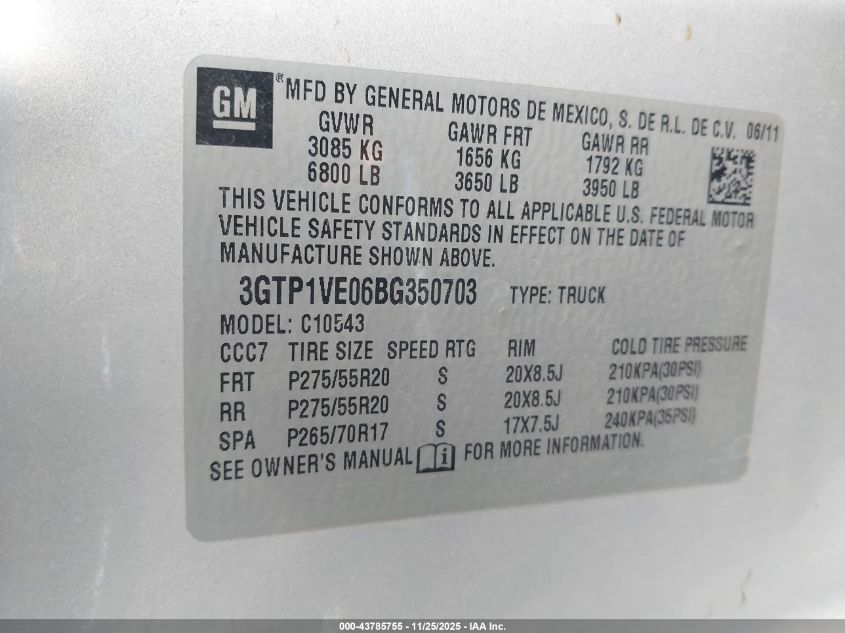 GM
® MFD BY GENERAL MOTORS DE MEXICO, S. DE R.L. DE C.V. 06/11
GVWR GAWR FRT GAWR RR
3085 KG 1656 KG 1792 KG
6800 LB 3650 LB 3950 LB
THIS VEHICLE CONFORMS TO ALL APPLICABLE U.S. FEDERAL MOTOR
VEHICLE SAFETY STANDARDS IN EFFECT ON THE DATE OF
MANUFACTURE SHOWN ABOVE.
3GTP1VE06BG350703 TYPE: TRUCK
MODEL: C10543
CCC7 TIRE SIZE SPEED RTG RIM COLD TIRE PRESSURE
FRT P275/55R20 S 20X8.5J 210KPA(30PSI)
RR P275/55R20 S 20X8.5J 210KPA(30PSI)
SPA P265/70R17 S 17X7.5J 240KPA(35PSI)
SEE OWNER'S MANUAL i FOR MORE INFORMATION.
000-43785755 - 11/25/2025 - IAA Inc.